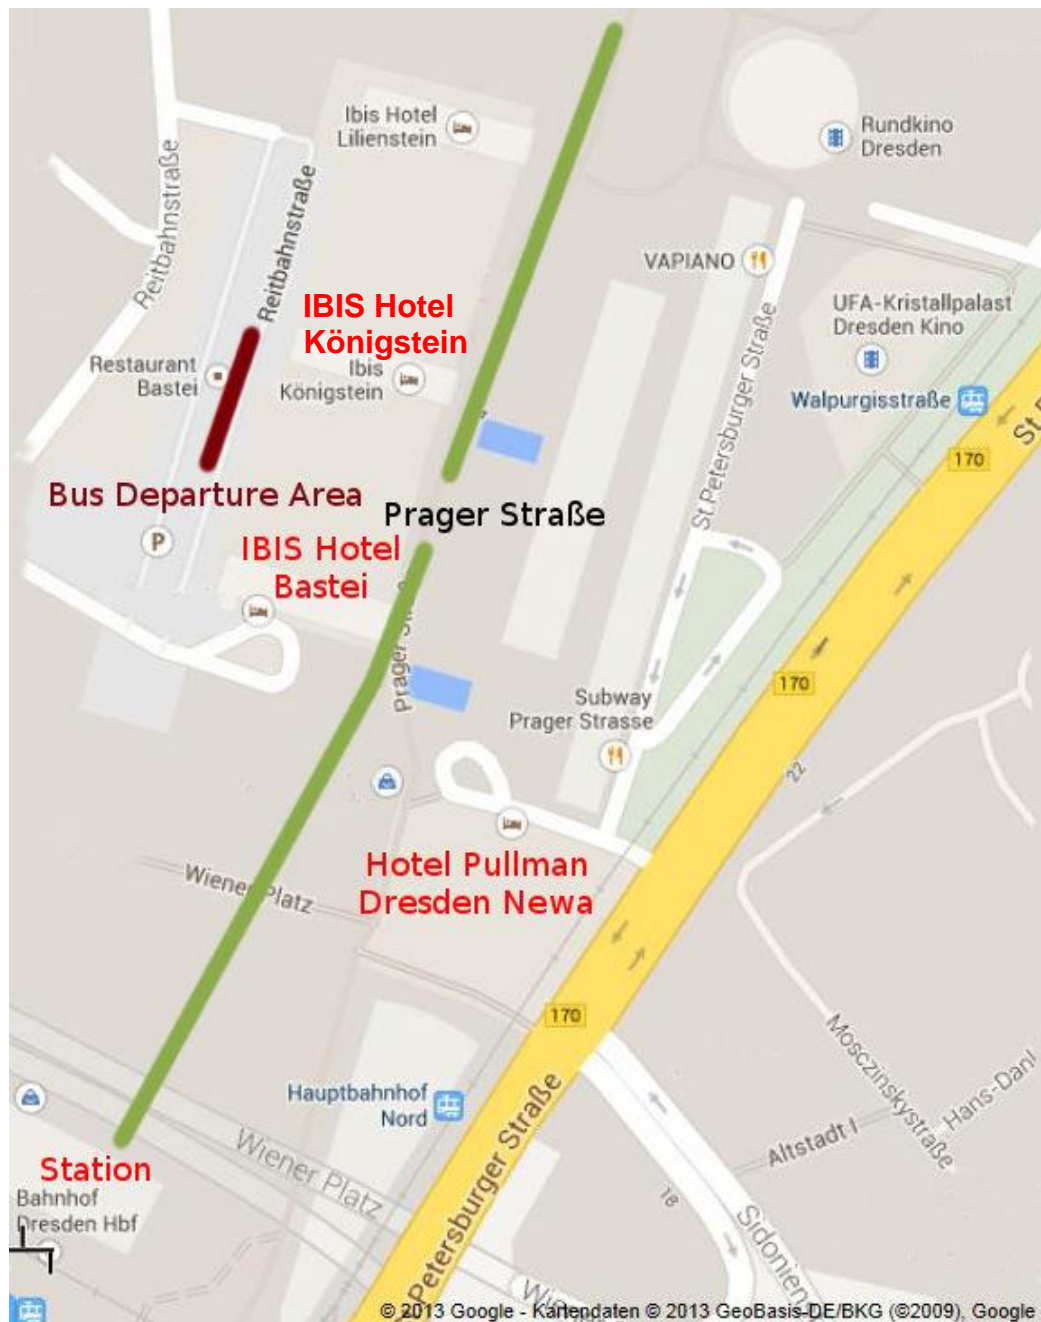 Ibis Hotel
Lilienstein
Rundkino
Dresden
Reitbahnstraße
Reitbahnstraße
VAPIANO
IBIS Hotel
Königstein
UFA-Kristallpalast
Dresden Kino
Restaurant
Bastei
Ibis
Königstein
St.Petersburger Straße
Walpurgisstraße
St.
170
Bus Departure Area
Prager Straße
P
IBIS Hotel
Bastei
Prager
170
Subway
Prager Strasse
22
Hotel Pullman
Dresden Newa
Wiener Platz
170
Mosczinskystraße
Hans-Danl
Hauptbahnhof
Nord
Altstadt I
Wiener Platz
Station
Bahnhof
Dresden Hbf
18
Petersburger Straße
Sidonien
Wien
© 2013 Google - Kartendaten © 2013 GeoBasis-DE/BKG (©2009), Google